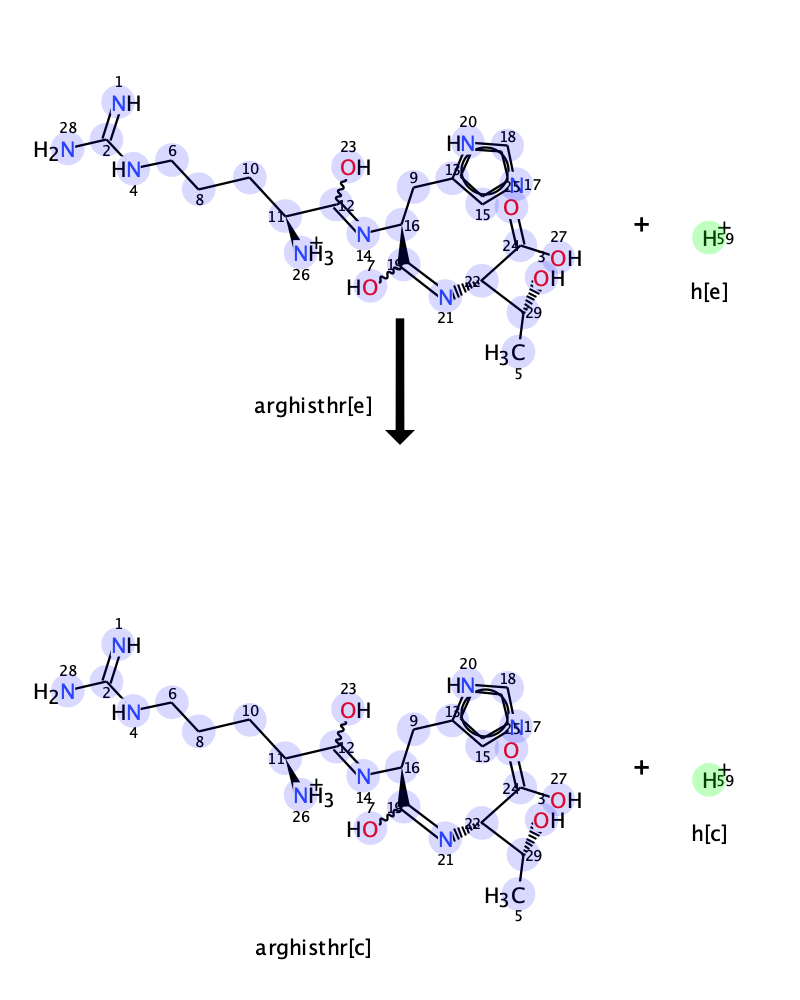 1
NH
28
H2N
2
HN
4
6
8
10
11
NH3
+
26
23
OH
12
N
14
16
9
13
20
HN
18
N
17
15
25
O
24
27
OH
3
OH
22
29
H3C
5
19
7
HO
N
21
+
H
+
59
h[e]
arghisthr[e]
1
NH
28
H2N
2
HN
4
6
8
10
11
NH3
+
26
23
OH
12
N
14
16
9
13
20
HN
18
N
17
15
25
O
24
27
OH
3
OH
22
29
H3C
5
19
7
HO
N
21
+
H
+
59
h[c]
arghisthr[c]